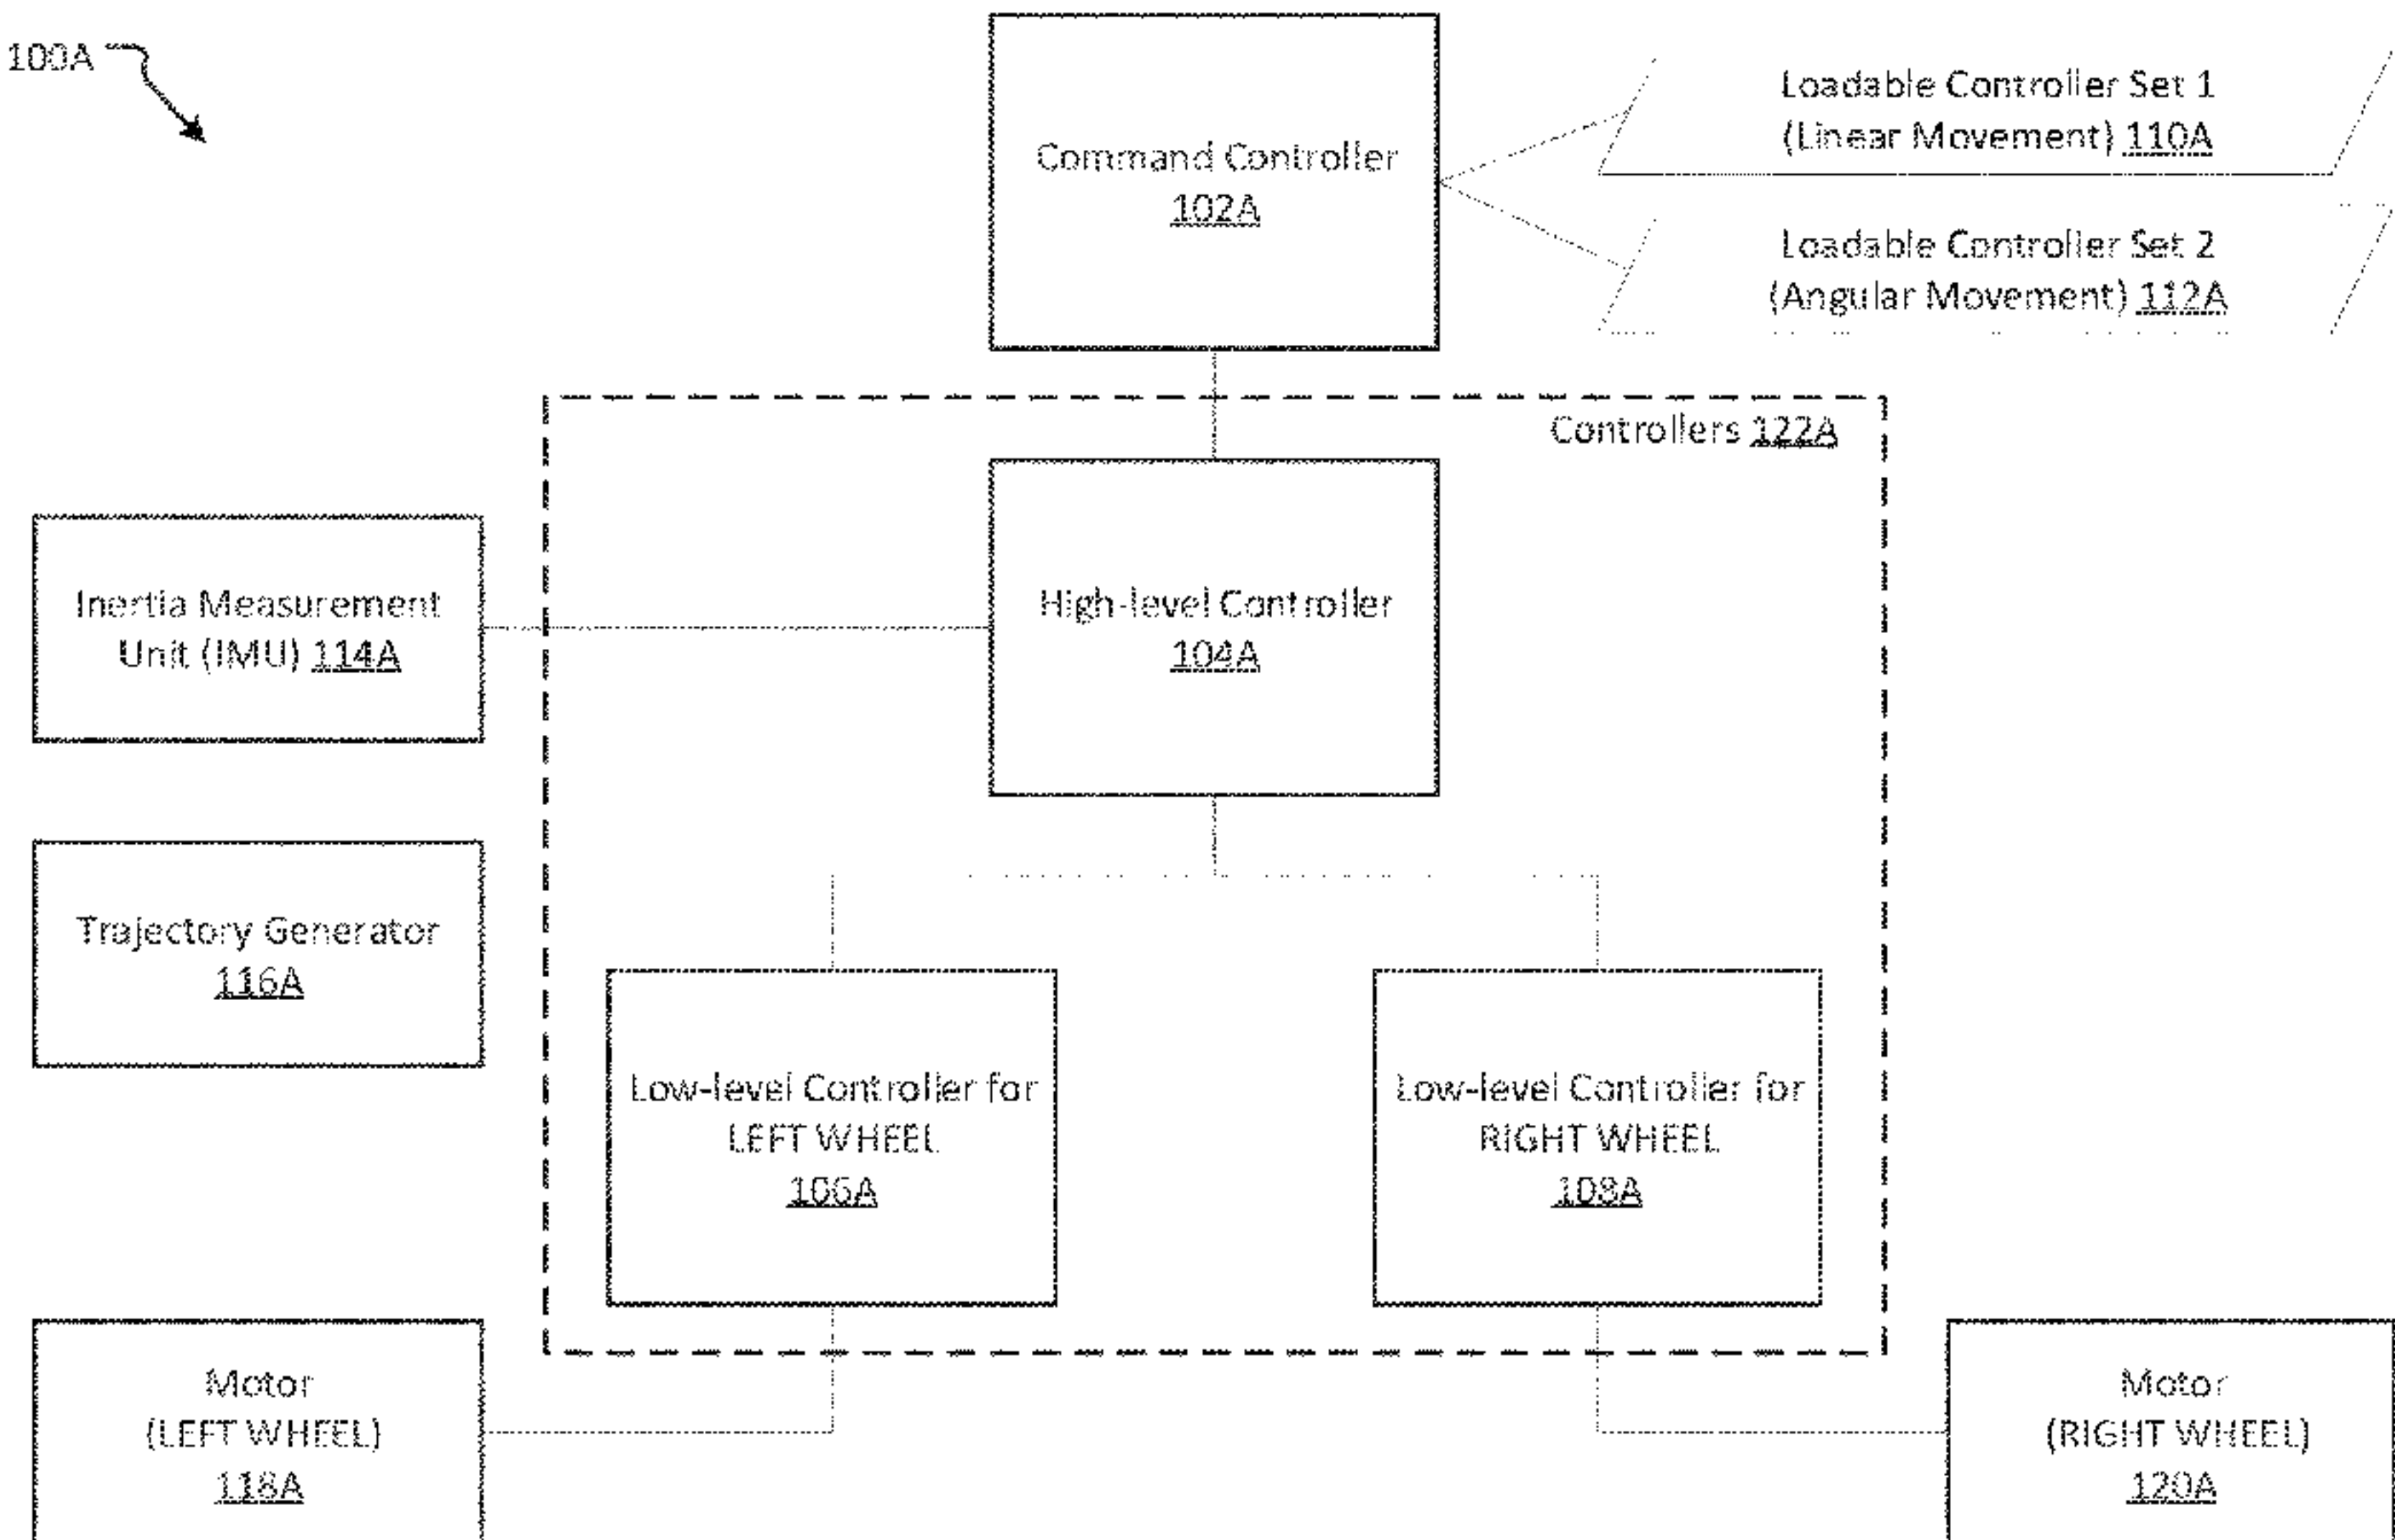 100A
Command Controller
102A
Loadable Controller Set 1
(Linear Movement) 110A
Loadable Controller Set 2
(Angular Movement) 112A
Controllers 122A
Inertia Measurement
Unit (IMU) 114A
High-level Controller
104A
Trajectory Generator
116A
Low-level Controller for
LEFT WHEEL
106A
Low-level Controller for
RIGHT WHEEL
108A
Motor
(LEFT WHEEL)
118A
Motor
(RIGHT WHEEL)
120A